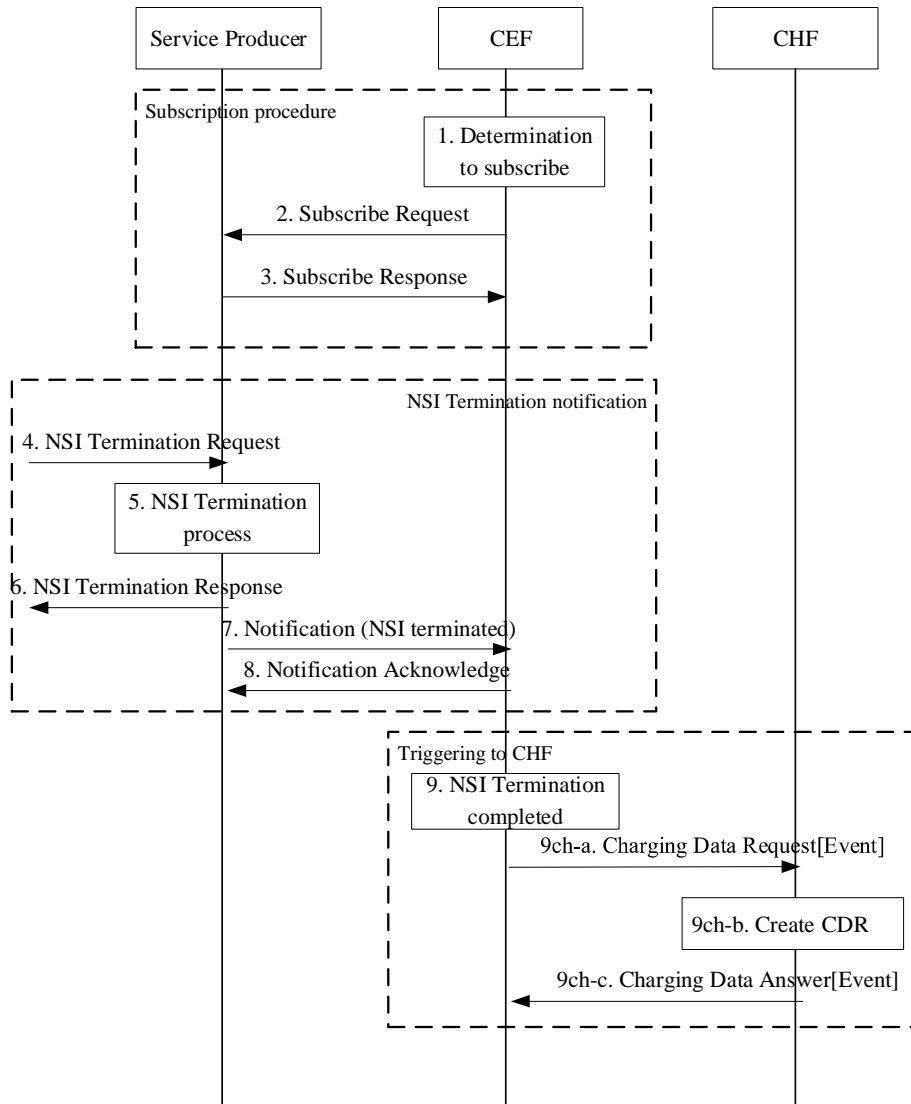 Service Producer
CEF
CHF
Subscription procedure
1. Determination
to subscribe
2. Subscribe Request
3. Subscribe Response
NSI Termination notification
4. NSI Termination Request
5. NSI Termination
process
6. NSI Termination Response
7. Notification (NSI terminated)
8. Notification Acknowledge
Triggering to CHF
9. NSI Termination
completed
9ch-a. Charging Data Request[Event]
9ch-b. Create CDR
9ch-c. Charging Data Answer[Event]